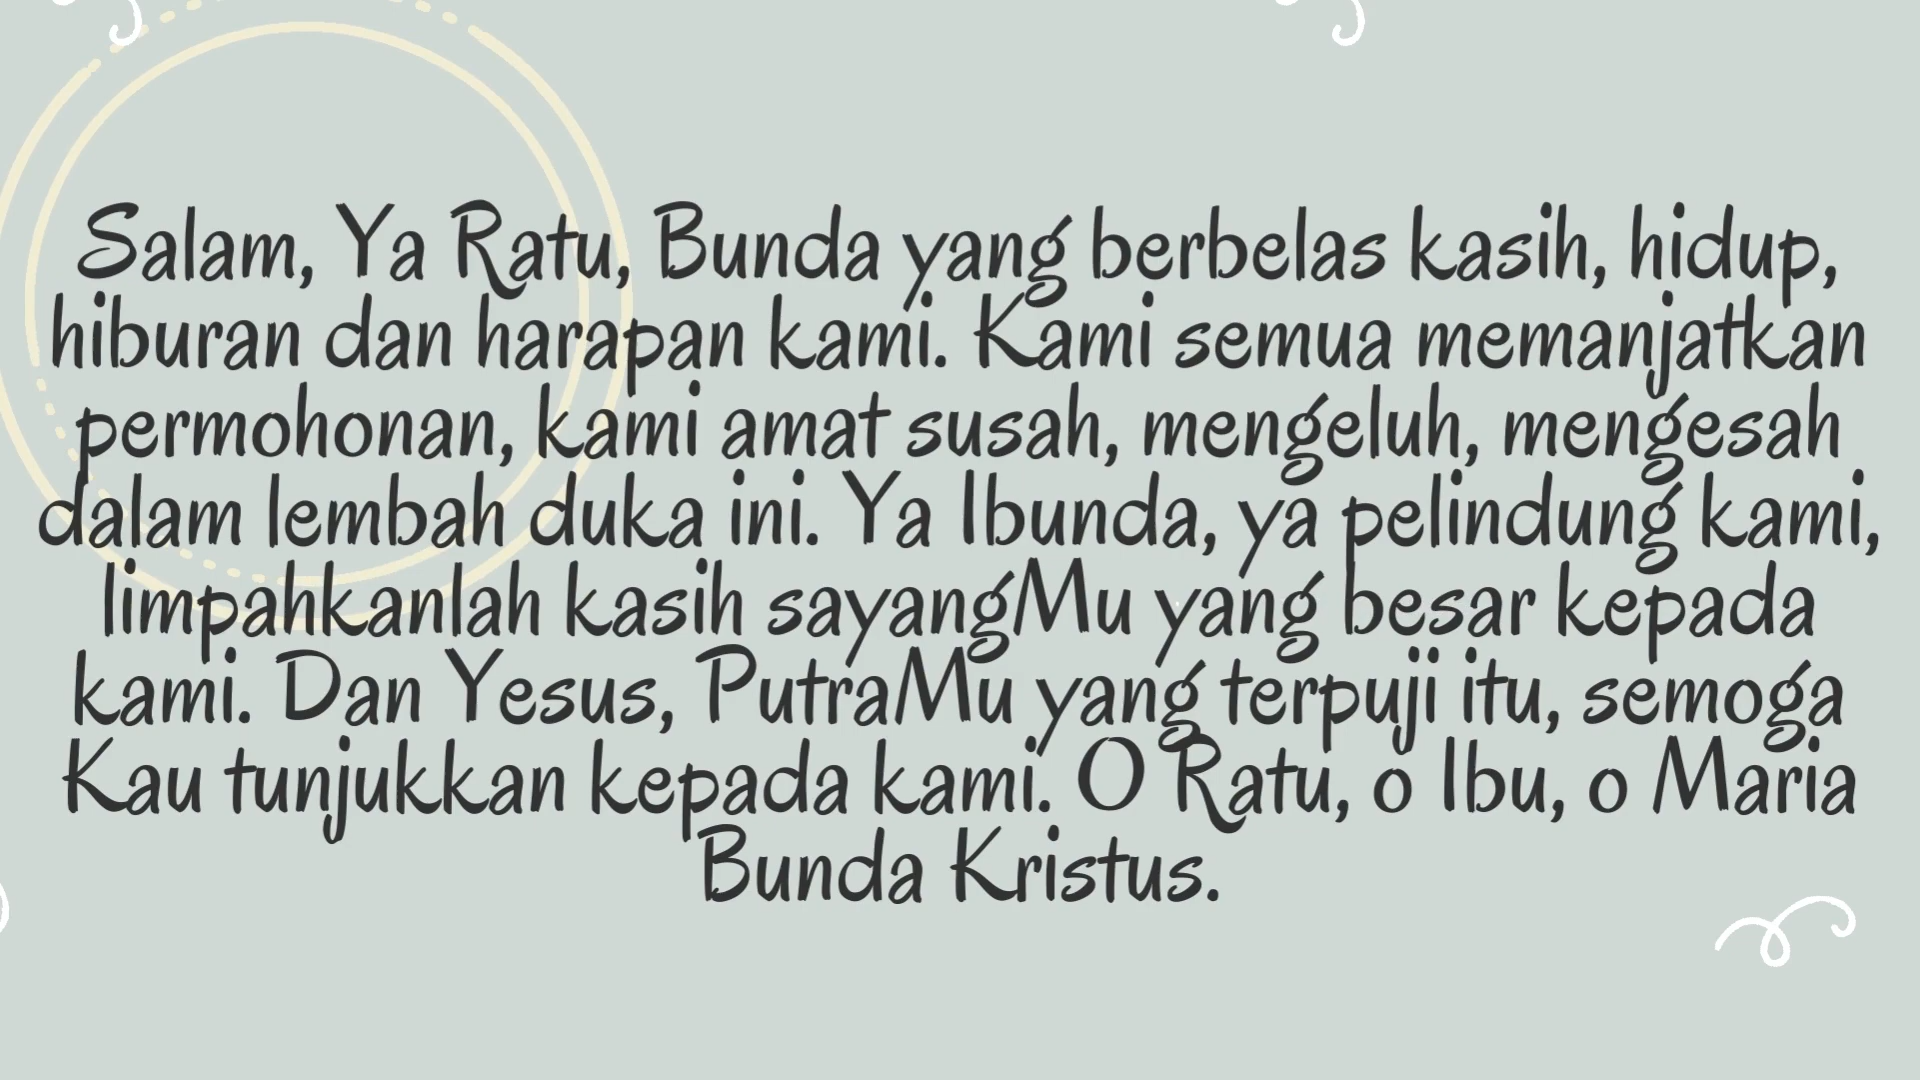 Salam, Ya Ratu, Bunda yang berbelas kasih, hidup,
hiburan dan harapan kami. Kami semua memanjatkan
permohonan, kami amat susah, mengeluh, mengesah
dalam lembah duka ini. Ya Ibunda, ya pelindung kami,
limpahkanlah kasih sayangMu yang besar kepada
kami. Dan Yesus, PutraMu yang terpuji itu, semoga
Kau tunjukkan kepada kami. O Ratu, o Ibu, o Maria
Bunda Kristus.